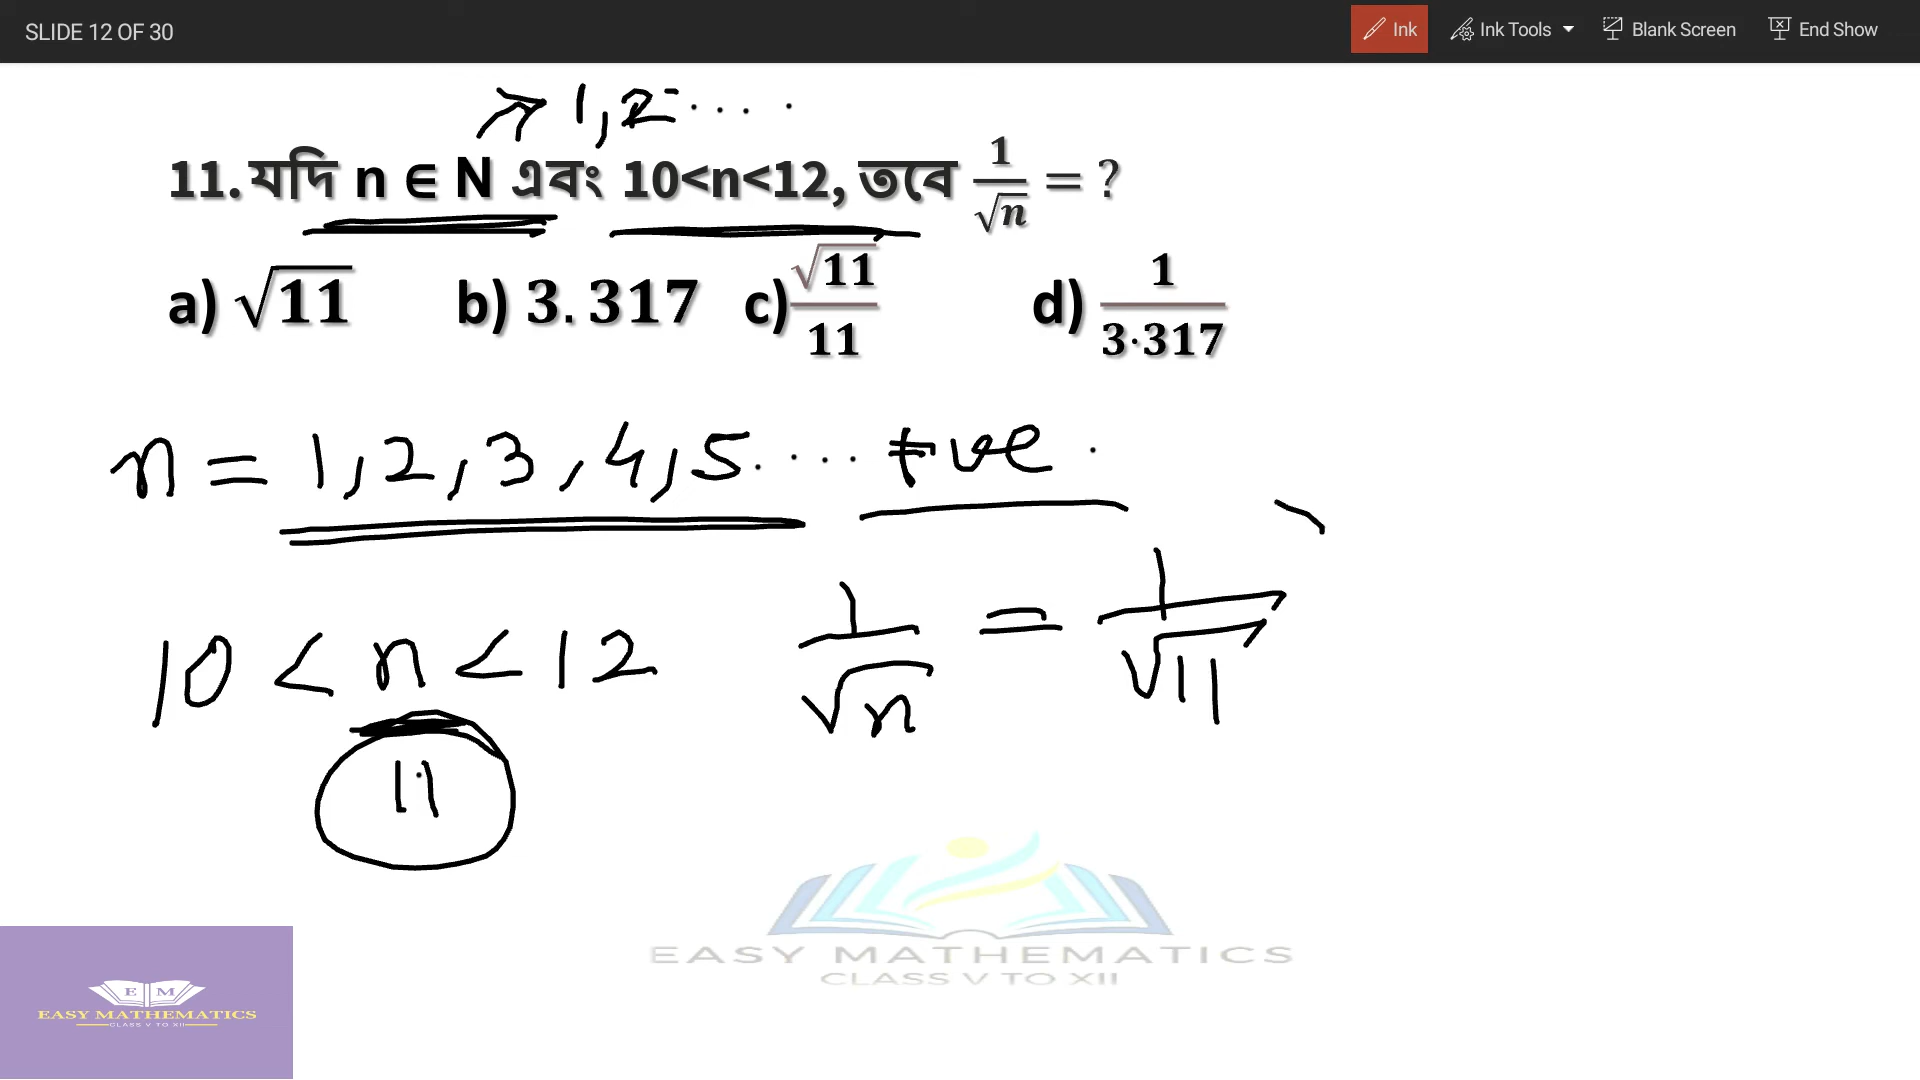 SLIDE 12 OF 30 Ink Ink Tools Blank Screen End Show
→ 1, 2 - ....
11. যদি n ∈ N এবং 10<n<12, তবে 1/√n = ?
a) √11 b) 3.317 c) √11/11 d) 1/3·317
n = 1, 2, 3, 4, 5 .... +ve .
10 < n < 12 1/√n = 1/√11
11
EASY MATHEMATICS
CLASS V TO XII
E M
EASY MATHEMATICS
CLASS V TO XII